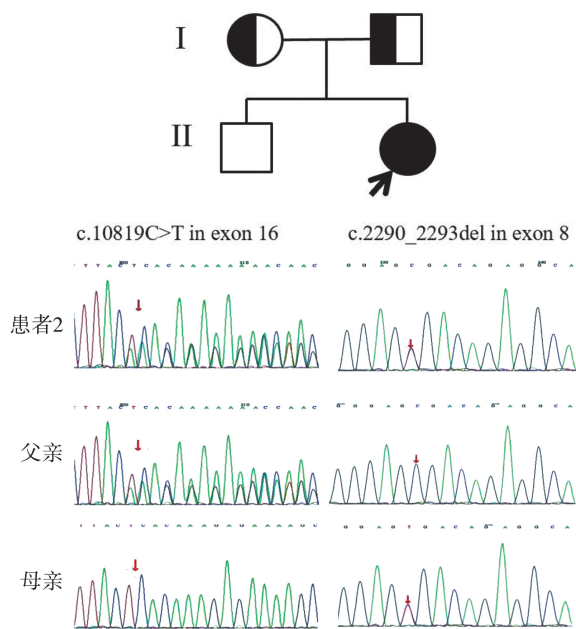 I
II
c.10819C>T in exon 16
c.2290_2293del in exon 8
患者2
T T A C T C A C A A A A A A A C A A C
G G A G C G A C A G A G G C A
父亲
T T A C T C A C A A A A A A C C A A C
G G G A G C G A C A G A G G C A
母亲
T T A C T C A C A A A G A G A A A A G C
G G A G T G A C A G A G G C A